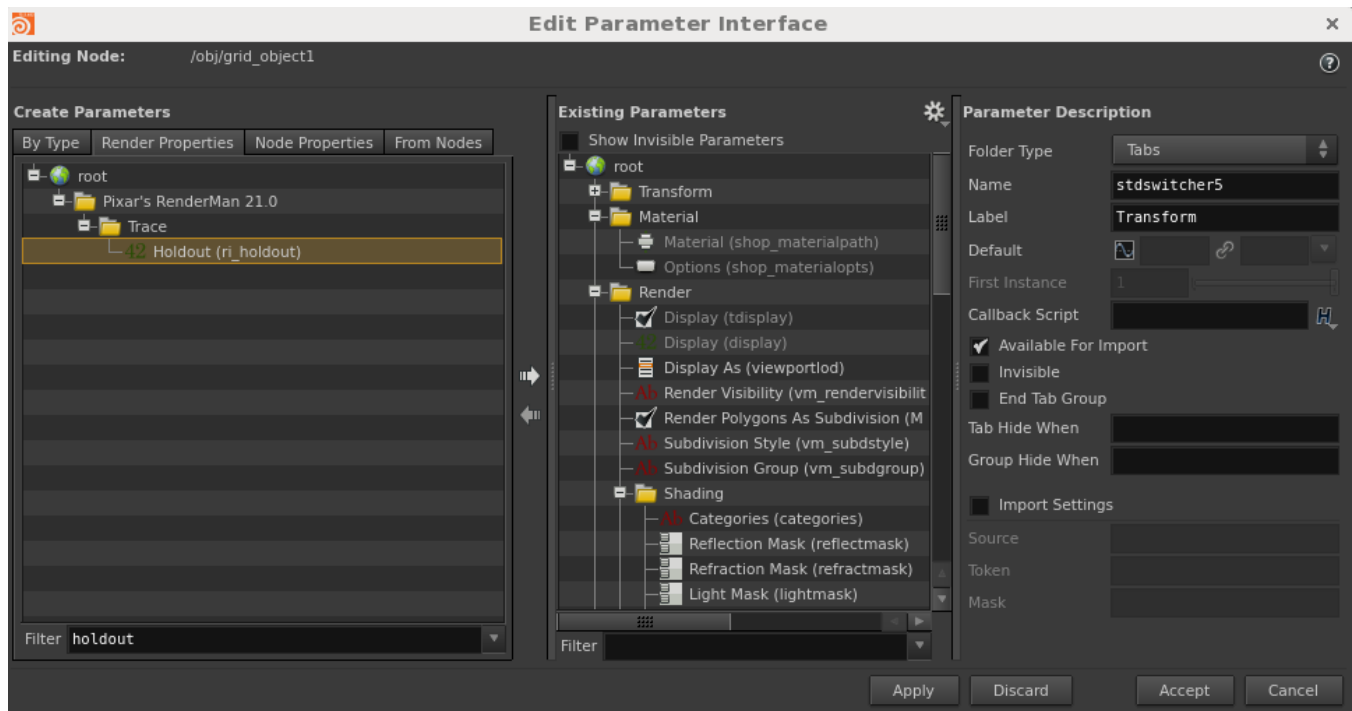 Edit Parameter Interface
Editing Node: /obj/grid_object1
Create Parameters
By Type Render Properties Node Properties From Nodes
root
Pixar's RenderMan 21.0
Trace
42 Holdout (ri_holdout)
Filter holdout
Existing Parameters
Show Invisible Parameters
root
Transform
Material
Material (shop_materialpath)
Options (shop_materialopts)
Render
Display (tdisplay)
Display (display)
Display As (viewportlod)
Ab Render Visibility (vm_rendervisibilit
Render Polygons As Subdivision (M
Ab Subdivision Style (vm_subdstyle)
Ab Subdivision Group (vm_subdgroup)
Shading
Ab Categories (categories)
Reflection Mask (reflectmask)
Refraction Mask (refractmask)
Light Mask (lightmask)
Filter
Parameter Description
Folder Type Tabs
Name stdswitcher5
Label Transform
Default
First Instance 1
Callback Script
Available For Import
Invisible
End Tab Group
Tab Hide When
Group Hide When
Import Settings
Source
Token
Mask
Apply Discard Accept Cancel